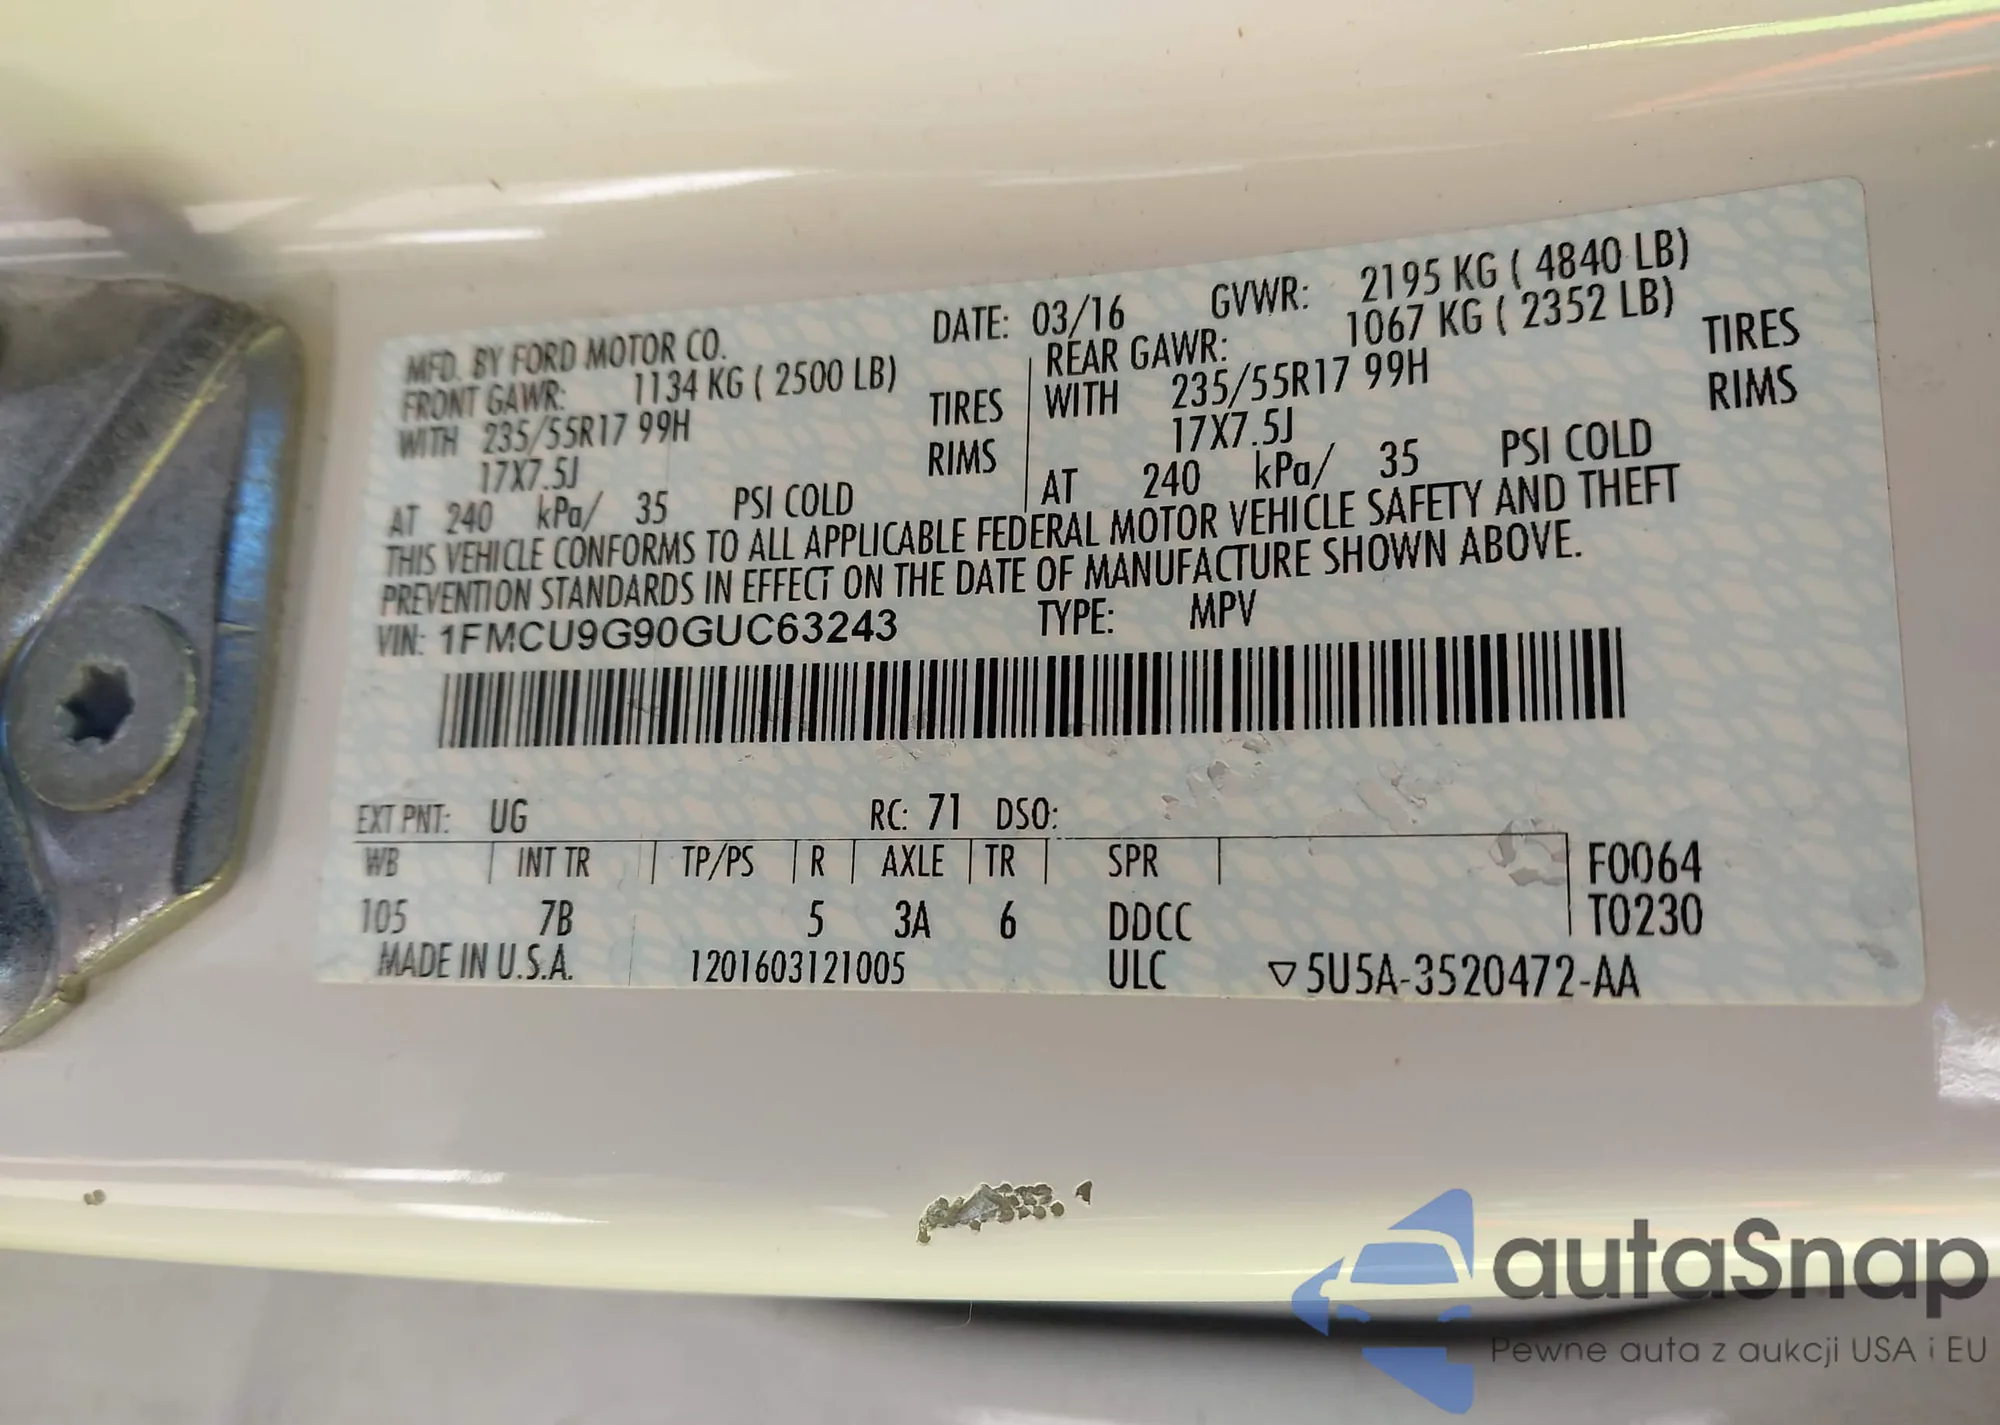 MFD. BY FORD MOTOR CO. DATE: 03/16 GVWR: 2195 KG ( 4840 LB)
FRONT GAWR: 1134 KG ( 2500 LB) REAR GAWR: 1067 KG ( 2352 LB)
WITH 235/55R17 99H TIRES WITH 235/55R17 99H TIRES
17X7.5J RIMS 17X7.5J RIMS
AT 240 kPa/ 35 PSI COLD AT 240 kPa/ 35 PSI COLD
THIS VEHICLE CONFORMS TO ALL APPLICABLE FEDERAL MOTOR VEHICLE SAFETY AND THEFT
PREVENTION STANDARDS IN EFFECT ON THE DATE OF MANUFACTURE SHOWN ABOVE.
VIN: 1FMCU9G90GUC63243 TYPE: MPV
EXT PNT: UG RC: 71 DSO:
WB INT TR TP/PS R AXLE TR SPR F0064
105 7B 5 3A 6 DDCC T0230
MADE IN U.S.A. 1201603121005 ULC ▽5U5A-3520472-AA
autaSnap
Pewne auta z aukcji USA i EU